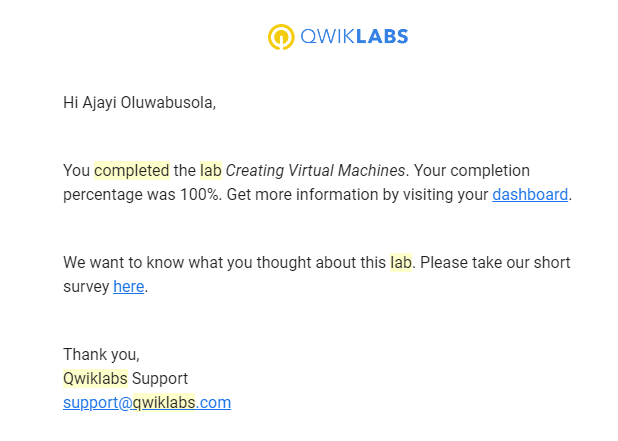 QWIKLABS
Hi Ajayi Oluwabusola,
You completed the lab Creating Virtual Machines. Your completion
percentage was 100%. Get more information by visiting your dashboard.
We want to know what you thought about this lab. Please take our short
survey here.
Thank you,
Qwiklabs Support
support@qwiklabs.com